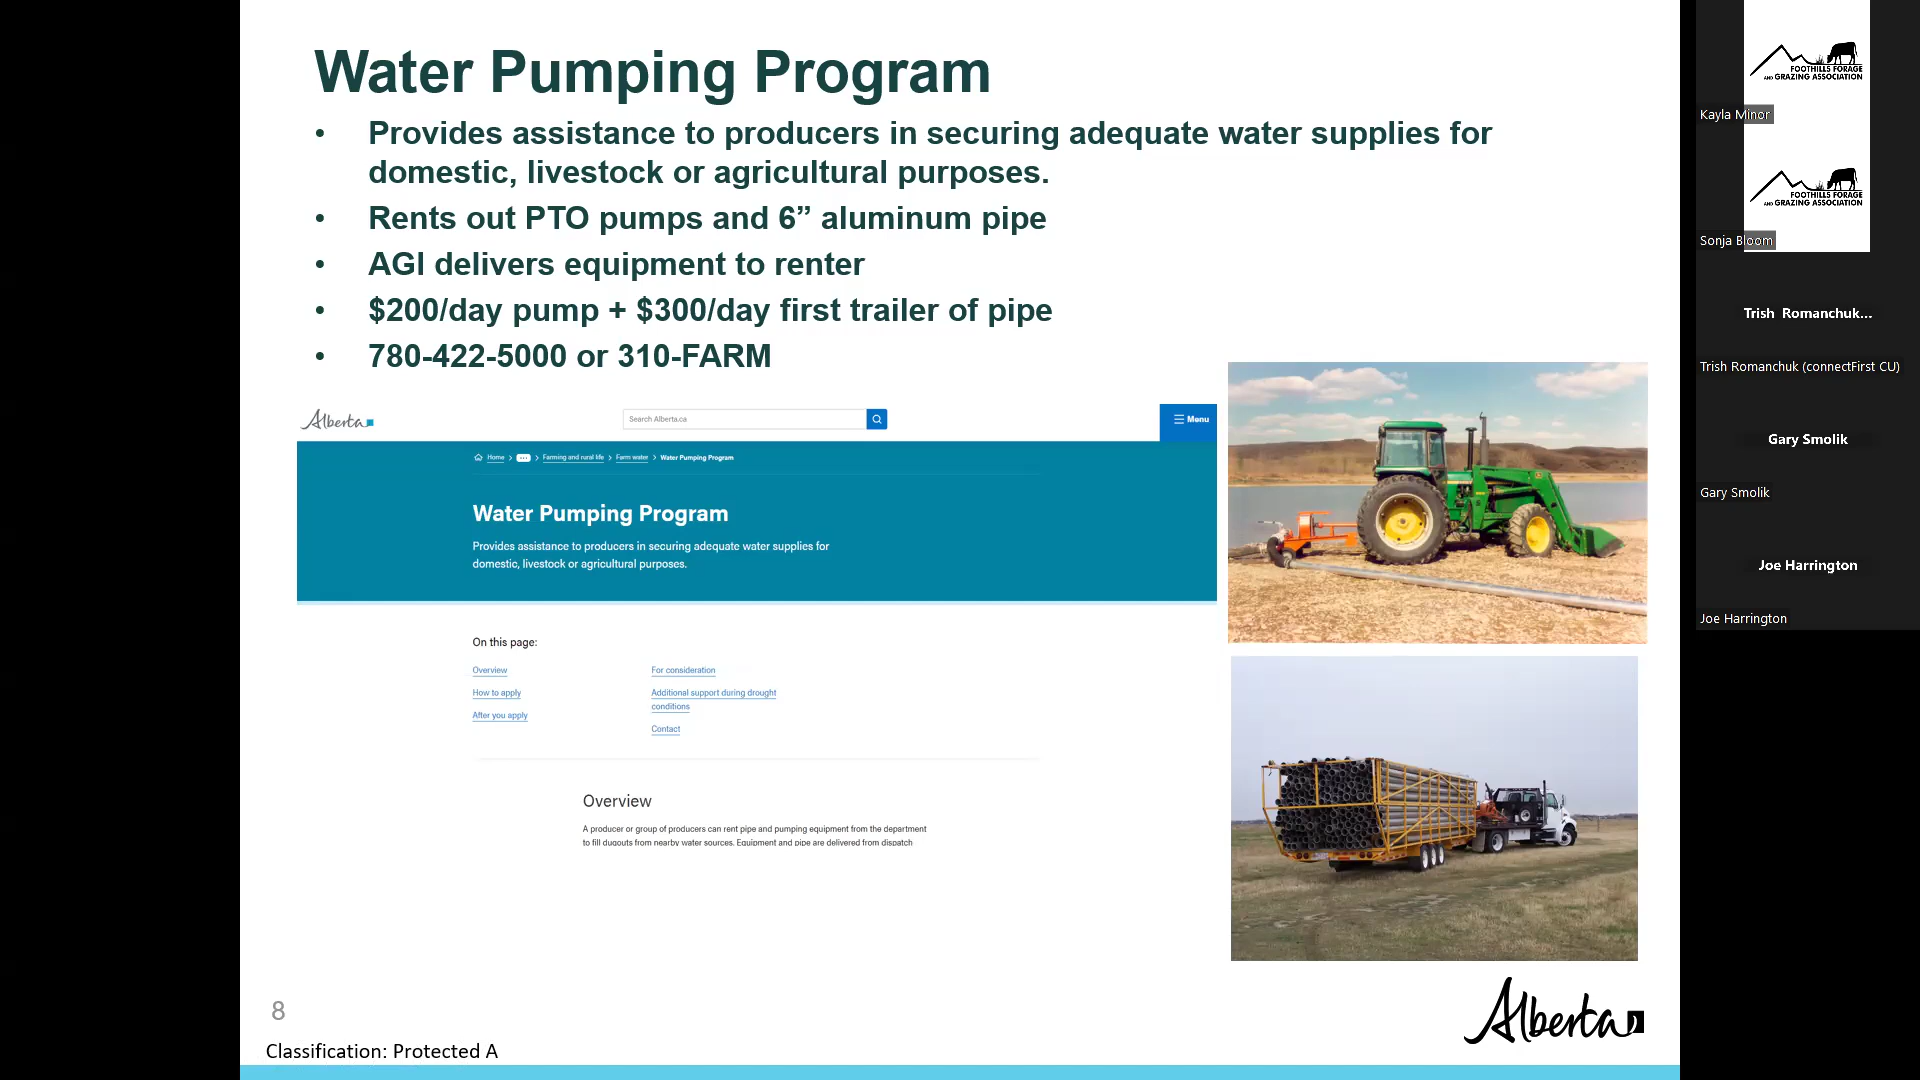 Water Pumping Program
• Provides assistance to producers in securing adequate water supplies for
domestic, livestock or agricultural purposes.
• Rents out PTO pumps and 6” aluminum pipe
• AGI delivers equipment to renter
• $200/day pump + $300/day first trailer of pipe
• 780-422-5000 or 310-FARM
Alberta
Search Alberta.ca
Menu
Home > ... > Farming and rural life > Farm water > Water Pumping Program
Water Pumping Program
Provides assistance to producers in securing adequate water supplies for
domestic, livestock or agricultural purposes.
On this page:
Overview
How to apply
After you apply
For consideration
Additional support during drought
conditions
Contact
Overview
A producer or group of producers can rent pipe and pumping equipment from the department
to fill dugouts from nearby water sources. Equipment and pipe are delivered from dispatch
8
Classification: Protected A
Alberta
FOOTHILLS FORAGE
AND GRAZING ASSOCIATION
Kayla Minor
FOOTHILLS FORAGE
AND GRAZING ASSOCIATION
Sonja Bloom
Trish Romanchuk...
Trish Romanchuk (connectFirst CU)
Gary Smolik
Gary Smolik
Joe Harrington
Joe Harrington